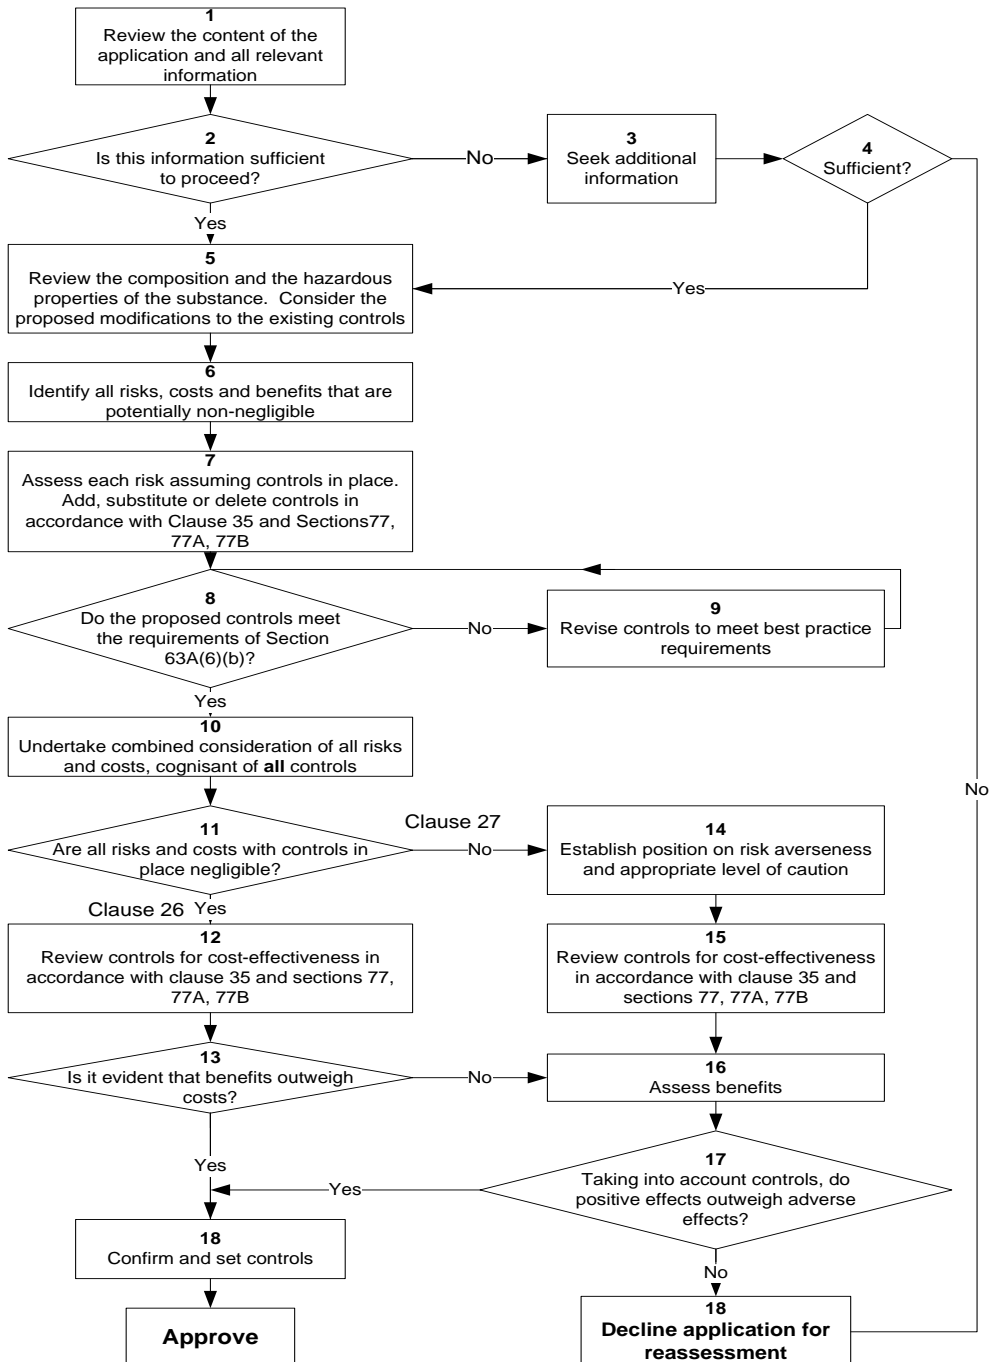 1
Review the content of the
application and all relevant
information
2
Is this information sufficient
to proceed?
No
3
Seek additional
information
4
Sufficient?
Yes
5
Review the composition and the hazardous
properties of the substance.  Consider the
proposed modifications to the existing controls
Yes
6
Identify all risks, costs and benefits that are
potentially non-negligible
7
Assess each risk assuming controls in place.
Add, substitute or delete controls in
accordance with Clause 35 and Sections77,
77A, 77B
8
Do the proposed controls meet
the requirements of Section
63A(6)(b)?
No
9
Revise controls to meet best practice
requirements
Yes
10
Undertake combined consideration of all risks
and costs, cognisant of all controls
No
11
Are all risks and costs with controls in
place negligible?
Clause 27
No
14
Establish position on risk averseness
and appropriate level of caution
Clause 26
Yes
12
Review controls for cost-effectiveness in
accordance with clause 35 and sections 77,
77A, 77B
15
Review controls for cost-effectiveness
in accordance with clause 35 and
sections 77, 77A, 77B
13
Is it evident that benefits outweigh
costs?
No
16
Assess benefits
Yes
17
Taking into account controls, do
positive effects outweigh adverse
effects?
Yes
18
Confirm and set controls
No
Approve
18
Decline application for
reassessment